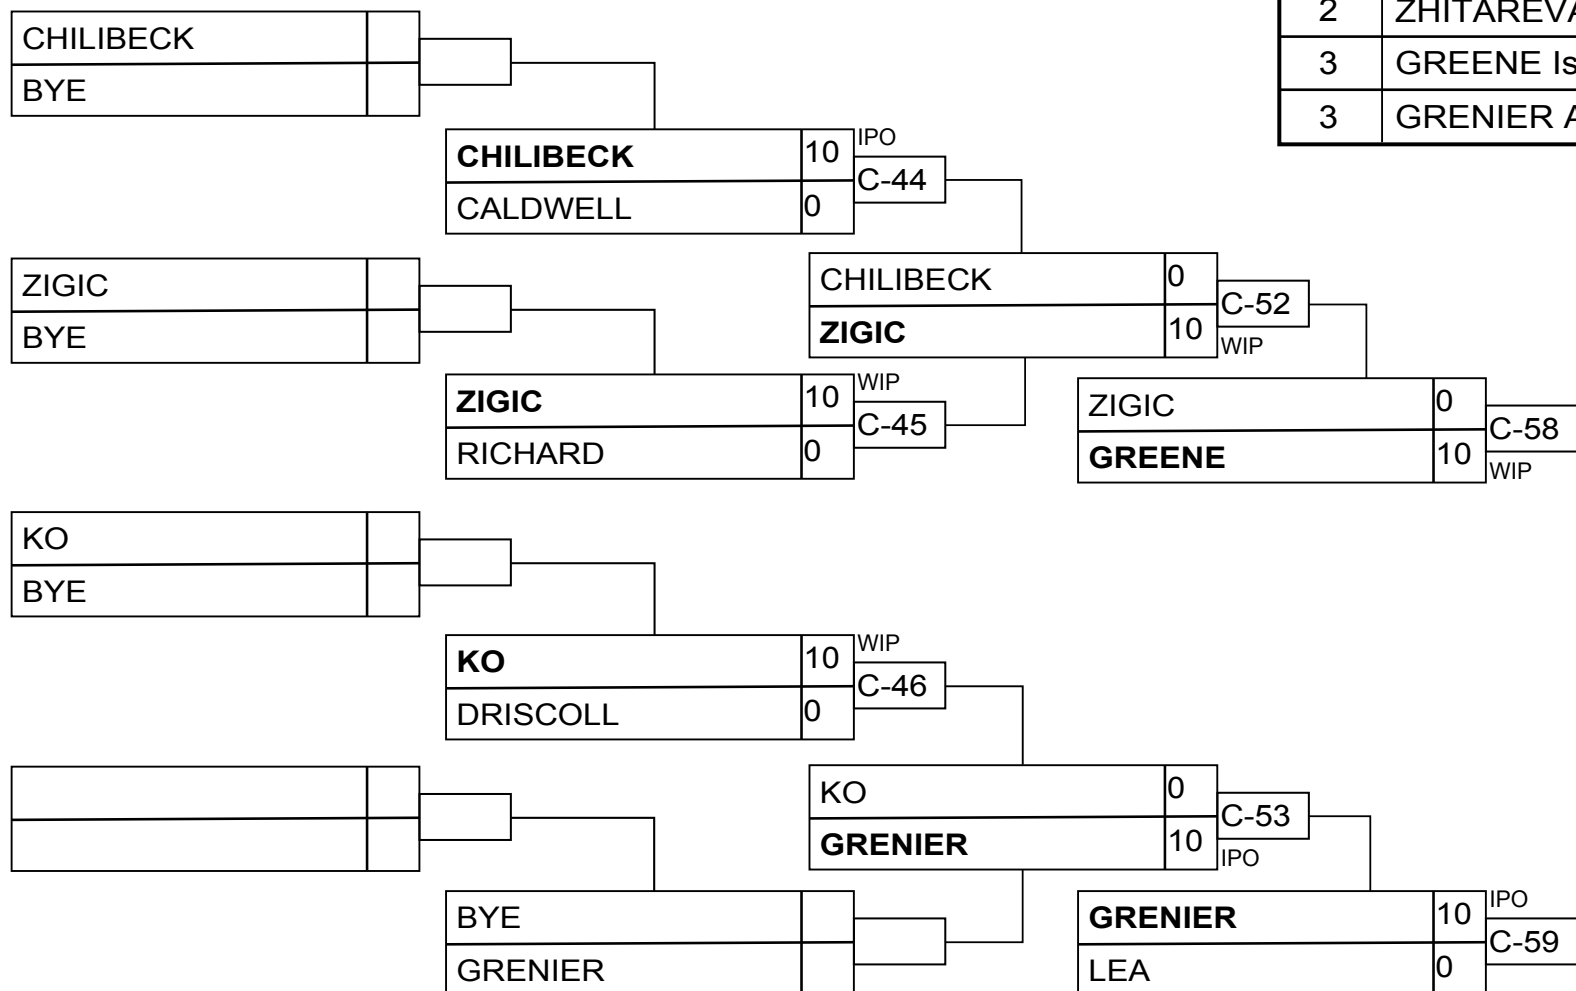 2 ZHITAREVA
3 GREENE Is
3 GRENIER A
CHILIBECK
BYE
CHILIBECK 10 IPO
C-44
CALDWELL 0
ZIGIC
BYE
CHILIBECK 0
C-52
ZIGIC 10 WIP
ZIGIC 10 WIP
C-45
RICHARD 0
ZIGIC 0
C-58
GREENE 10 WIP
KO
BYE
KO 10 WIP
C-46
DRISCOLL 0
KO 0
C-53
GRENIER 10 IPO
BYE
GRENIER
GRENIER 10 IPO
C-59
LEA 0